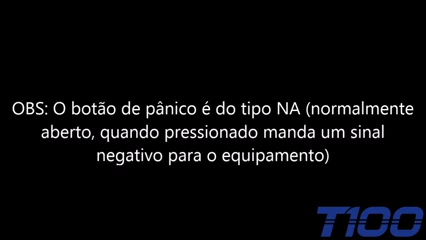 OBS: O botão de pânico é do tipo NA (normalmente
aberto, quando pressionado manda um sinal
negativo para o equipamento)
T100